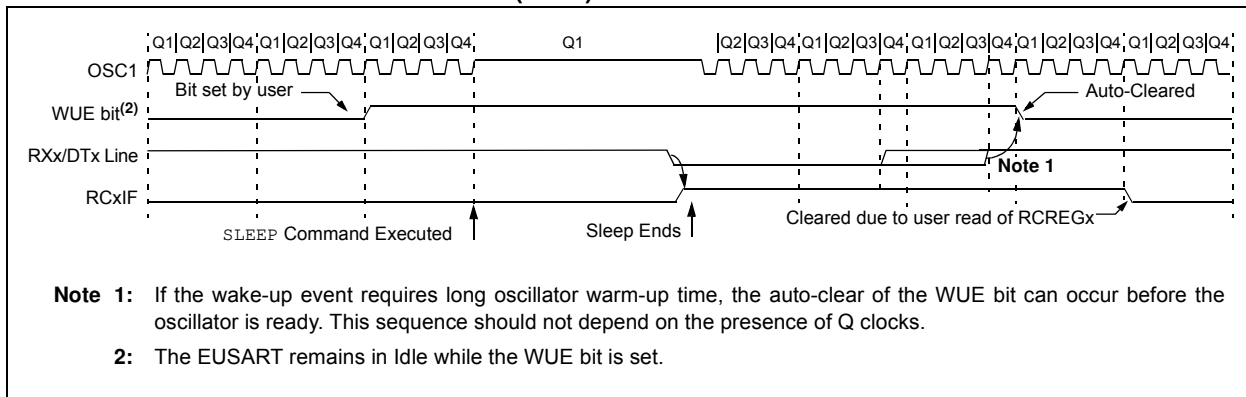 Q1 Q2 Q3 Q4 Q1 Q2 Q3 Q4 Q1 Q2 Q3 Q4 Q1 Q2 Q3 Q4 Q1 Q2 Q3 Q4 Q1 Q2 Q3 Q4 Q1 Q2 Q3 Q4 Q1 Q2 Q3 Q4
OSC1
Bit set by user
Auto-Cleared
WUE bit(2)
RXx/DTx Line
Note 1
RCxIF
Cleared due to user read of RCREGx
SLEEP Command Executed
Sleep Ends
Note 1: If the wake-up event requires long oscillator warm-up time, the auto-clear of the WUE bit can occur before the
oscillator is ready. This sequence should not depend on the presence of Q clocks.
2: The EUSART remains in Idle while the WUE bit is set.